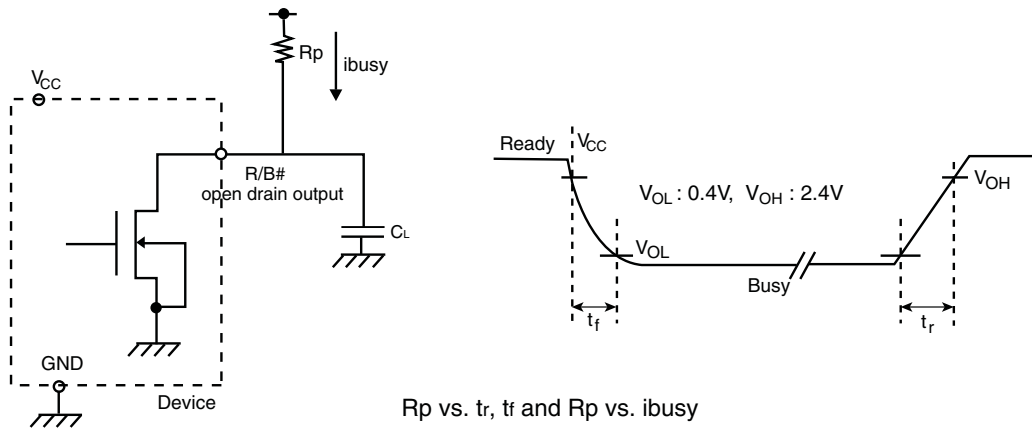 Rp
ibusy
VCC
R/B#
open drain output
CL
GND
Device
Ready
VCC
VOL : 0.4V, VOH : 2.4V
VOH
VOL
Busy
tf
tr
Rp vs. tr, tf and Rp vs. ibusy